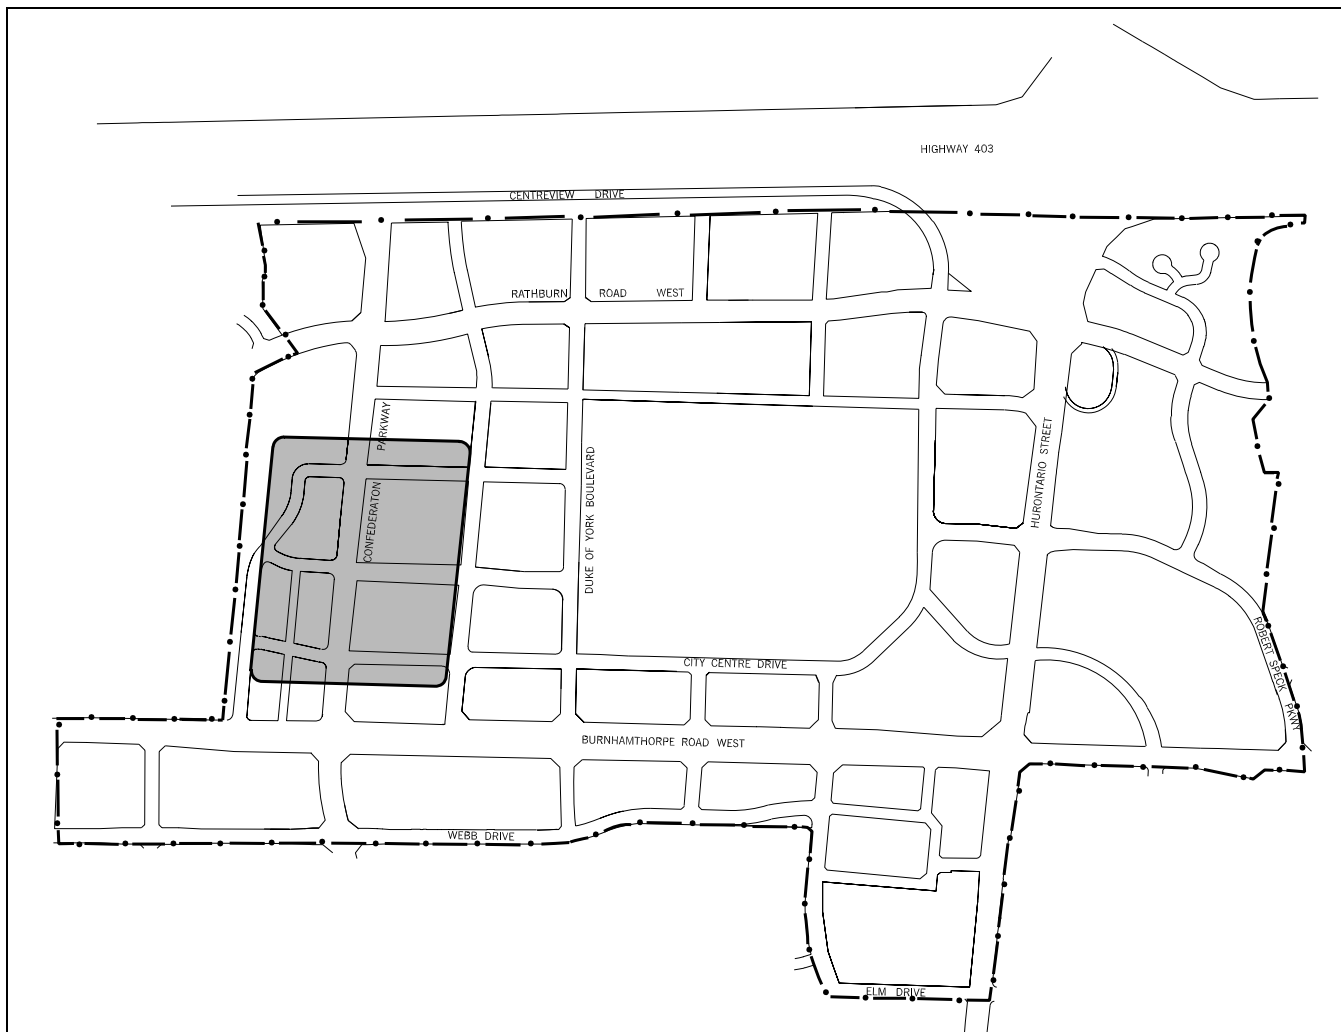 HIGHWAY 403
CENTREVIEW DRIVE
RATHBURN ROAD WEST
CONFEDERATON PARKWAY
DUKE OF YORK BOULEVARD
HURONTARIO STREET
ROBERT SPECK PKWY
CITY CENTRE DRIVE
BURNHAMTHORPE ROAD WEST
WEBB DRIVE
ELM DRIVE